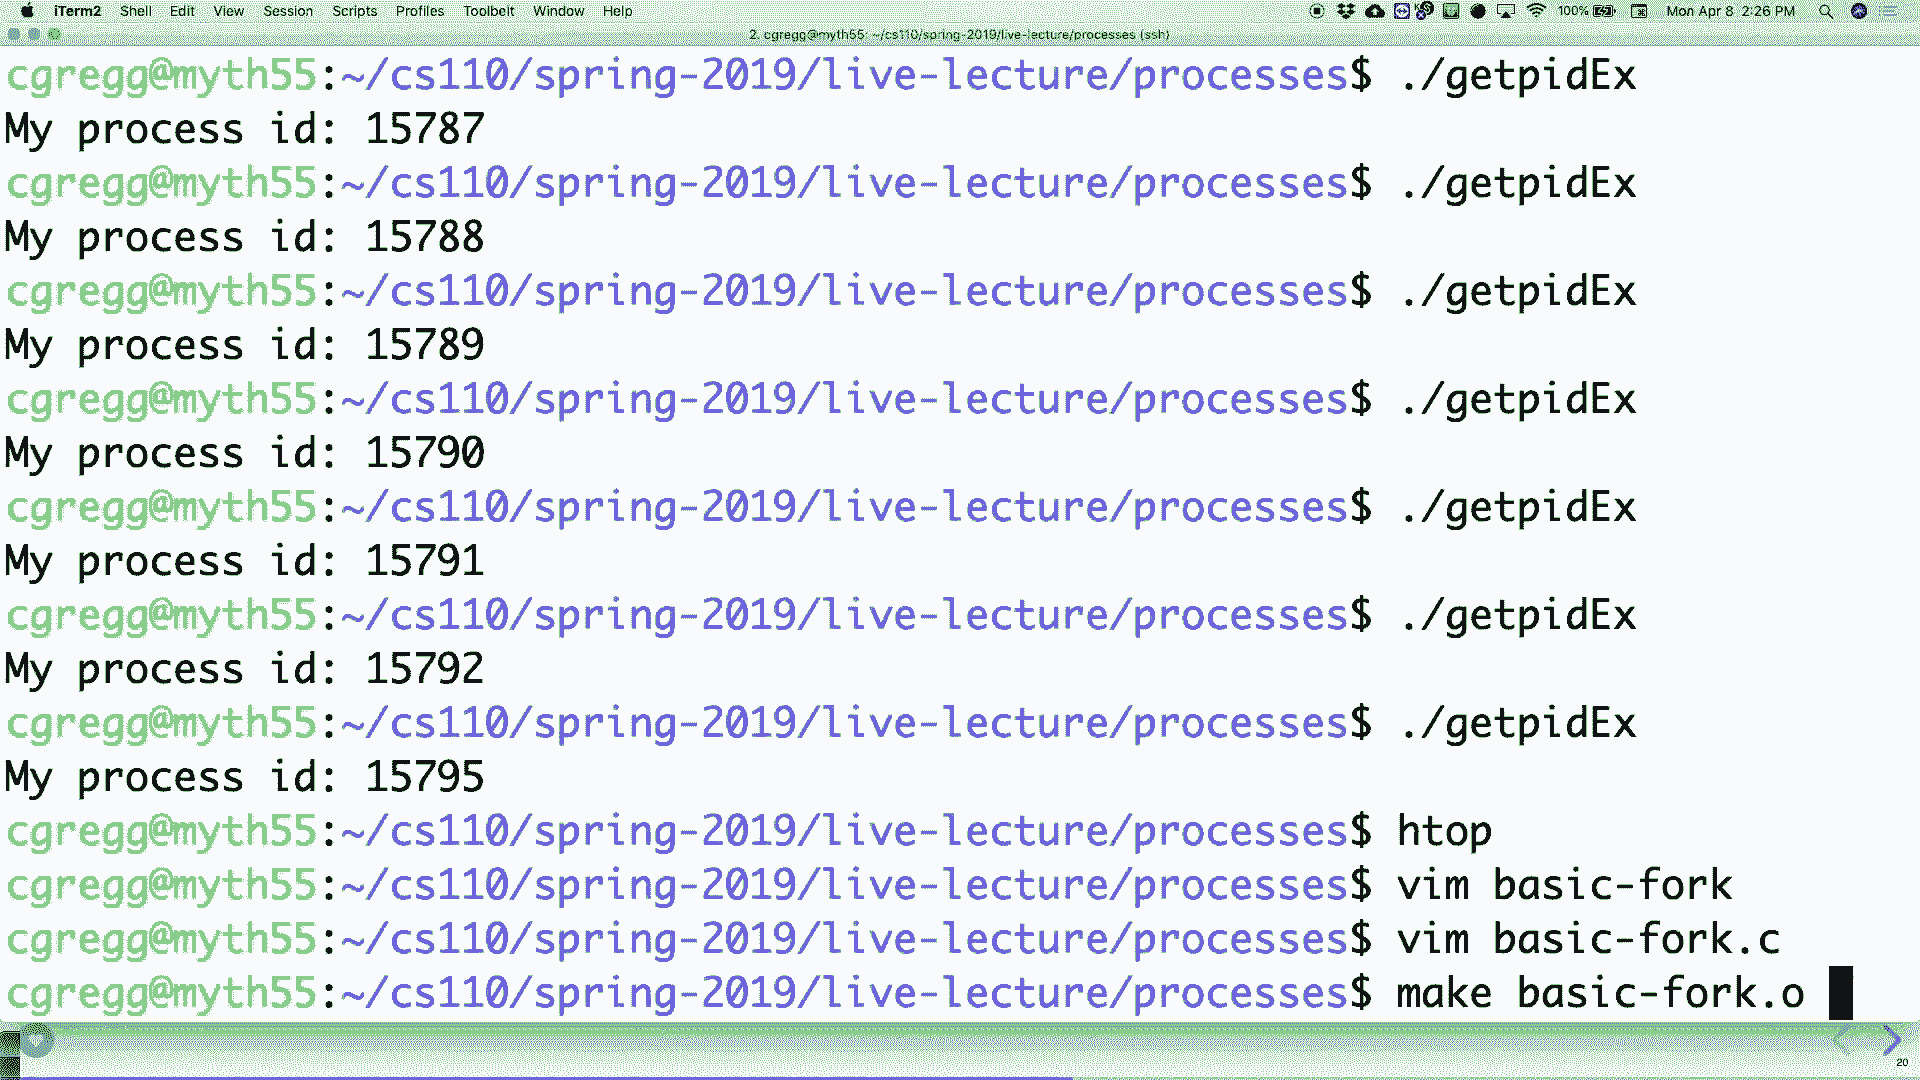 iTerm2 Shell Edit View Session Scripts Profiles Toolbelt Window Help 100% Mon Apr 8 2:26 PM
2. cgregg@myth55: ~/cs110/spring-2019/live-lecture/processes (ssh)
cgregg@myth55:~/cs110/spring-2019/live-lecture/processes$ ./getpidEx
My process id: 15787
cgregg@myth55:~/cs110/spring-2019/live-lecture/processes$ ./getpidEx
My process id: 15788
cgregg@myth55:~/cs110/spring-2019/live-lecture/processes$ ./getpidEx
My process id: 15789
cgregg@myth55:~/cs110/spring-2019/live-lecture/processes$ ./getpidEx
My process id: 15790
cgregg@myth55:~/cs110/spring-2019/live-lecture/processes$ ./getpidEx
My process id: 15791
cgregg@myth55:~/cs110/spring-2019/live-lecture/processes$ ./getpidEx
My process id: 15792
cgregg@myth55:~/cs110/spring-2019/live-lecture/processes$ ./getpidEx
My process id: 15795
cgregg@myth55:~/cs110/spring-2019/live-lecture/processes$ htop
cgregg@myth55:~/cs110/spring-2019/live-lecture/processes$ vim basic-fork
cgregg@myth55:~/cs110/spring-2019/live-lecture/processes$ vim basic-fork.c
cgregg@myth55:~/cs110/spring-2019/live-lecture/processes$ make basic-fork.o
20